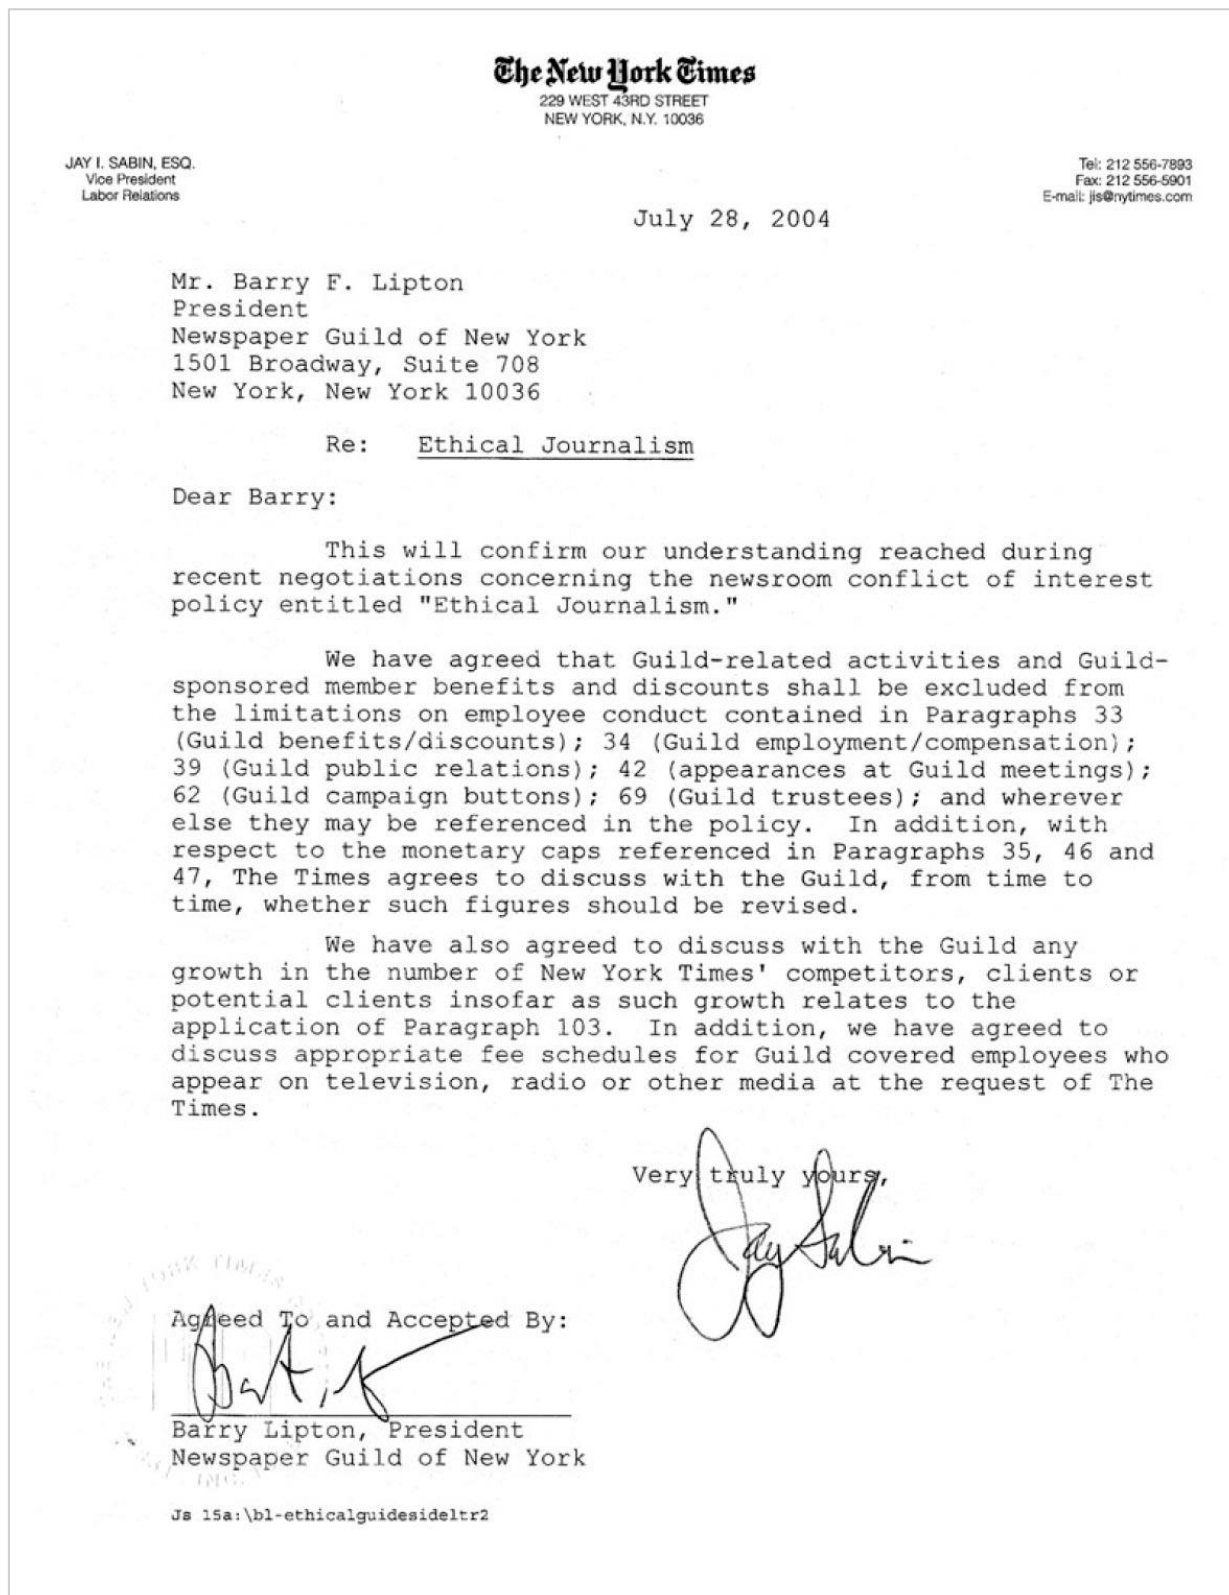 The New York Times
229 WEST 43RD STREET
NEW YORK, N.Y. 10036
JAY I. SABIN, ESQ.
Vice President
Labor Relations
Tel: 212 556-7893
Fax: 212 556-5901
E-mail: jis@nytimes.com
July 28, 2004
Mr. Barry F. Lipton
President
Newspaper Guild of New York
1501 Broadway, Suite 708
New York, New York 10036
Re: Ethical Journalism
Dear Barry:
This will confirm our understanding reached during
recent negotiations concerning the newsroom conflict of interest
policy entitled "Ethical Journalism."
We have agreed that Guild-related activities and Guild-
sponsored member benefits and discounts shall be excluded from
the limitations on employee conduct contained in Paragraphs 33
(Guild benefits/discounts); 34 (Guild employment/compensation);
39 (Guild public relations); 42 (appearances at Guild meetings);
62 (Guild campaign buttons); 69 (Guild trustees); and wherever
else they may be referenced in the policy. In addition, with
respect to the monetary caps referenced in Paragraphs 35, 46 and
47, The Times agrees to discuss with the Guild, from time to
time, whether such figures should be revised.
We have also agreed to discuss with the Guild any
growth in the number of New York Times' competitors, clients or
potential clients insofar as such growth relates to the
application of Paragraph 103. In addition, we have agreed to
discuss appropriate fee schedules for Guild covered employees who
appear on television, radio or other media at the request of The
Times.
Very truly yours,
Jay Sabin
Agreed To and Accepted By:
Barry Lipton, President
Newspaper Guild of New York
Js 15a:\bl-ethicalguidesideltr2